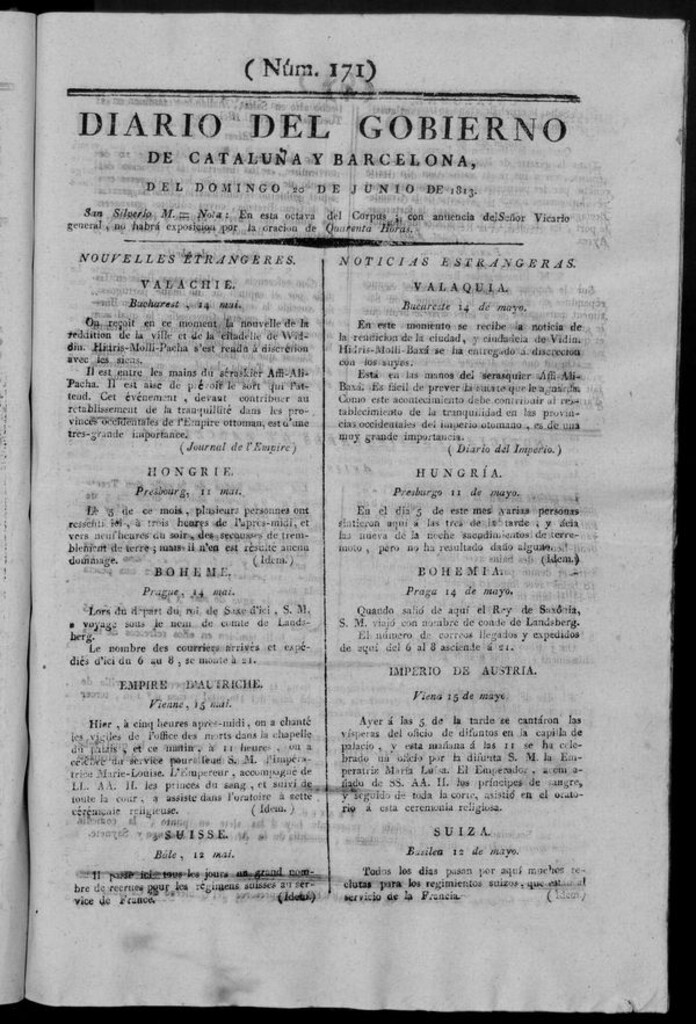 ( Núm. 171)
DIARIO DEL GOBIERNO
DE CATALUÑA Y BARCELONA,
DEL DOMINGO 20 DE JUNIO DE 1813.
San Silverio M. = Nota: En esta octava del Corpus, con anuencia del Señor Vicario
general, no habrá exposicion por la oracion de Quarenta Horas.
NOUVELLES ÉTRANGÈRES.
VALACHIE.
Bucharest, 14 mai.
On reçoit en ce moment la nouvelle de la
reddition de la ville et de la citadelle de Wid-
din. Hidris-Molli-Pacha s'est rendu à discrétion
avec les siens.
Il est entre les mains du séraskier Affi-Ali-
Pacha. Il est aisé de prévoir le sort qui l'at-
tend. Cet événement, devant contribuer au
rétablissement de la tranquillité dans les pro-
vinces occidentales de l'Empire ottoman, est d'une
très-grande importance.
(Journal de l'Empire)
HONGRIE.
Presbourg, 11 mai.
Le 5 de ce mois, plusieurs personnes ont
ressenti ici, à trois heures de l'après-midi, et
vers neuf heures du soir, des secousses de trem-
blement de terre; mais il n'en est résulté aucun
dommage. (Idem.)
BOHEME.
Prague, 14 mai.
Lors du départ du roi de Saxe d'ici, S. M.
a voyagé sous le nom de comte de Lands-
berg.
Le nombre des courriers arrivés et expé-
diés d'ici du 6 au 8, se monte à 21.
EMPIRE D'AUTRICHE.
Vienne, 15 mai.
Hier, à cinq heures après-midi, on a chanté
les vigiles de l'office des morts dans la chapelle
du palais, et ce matin, à 11 heures, on a
célébré du service pour feue S. M. l'Impéra-
trice Marie-Louise. L'Empereur, accompagné de
LL. AA. II. les princes du sang, et suivi de
toute la cour, a assisté dans l'oratoire à cette
cérémonie religieuse. (Idem.)
SUISSE.
Bâle, 12 mai.
Il passe ici tous les jours un grand nom-
bre de recrues pour les régimens suisses au ser-
vice de France. (Idem.)
NOTICIAS ESTRANGERAS.
VALAQUIA.
Bucareste 14 de mayo.
En este momento se recibe la noticia de
la rendicion de la ciudad, y ciudadela de Vidin.
Hidris-Molli-Baxá se ha entregado á discrecion
con los suyos.
Está en las manos del serasquier Affi-Ali-
Baxá. Es fácil de prever la suerte que le aguarda.
Como este acontecimiento debe contribuir al res-
tablecimiento de la tranquilidad en las provin-
cias occidentales del imperio otomano, es de una
muy grande importancia.
( Diario del Imperio.)
HUNGRÍA.
Presburgo 11 de mayo.
En el dia 5 de este mes varias personas
sintieron aquí á las tres de la tarde, y ácia
las nueve de la noche sacudimientos de terre-
moto, pero no ha resultado daño alguno.
(Idem.)
BOHEMIA.
Praga 14 de mayo.
Quando salió de aquí el Rey de Saxonia,
S. M. viajó con nombre de conde de Landsberg.
El número de correos llegados y expedidos
de aquí del 6 al 8 asciende á 21.
IMPERIO DE AUSTRIA.
Viena 15 de mayo.
Ayer á las 5 de la tarde se cantáron las
vísperas del oficio de difuntos en la capilla de
palacio, y esta mañana á las 11 se ha cele-
brado un oficio por la difunta S. M. la Em-
peratriz María Luisa. El Emperador, acom-
añado de SS. AA. II. los príncipes de sangre,
y seguido de toda la corte, asistió en el orato-
rio á esta ceremonia religiosa.
SUIZA.
Basilea 12 de mayo.
Todos los dias pasan por aquí muchos re-
clutas para los regimientos suizos, que están al
servicio de la Francia. (Idem)